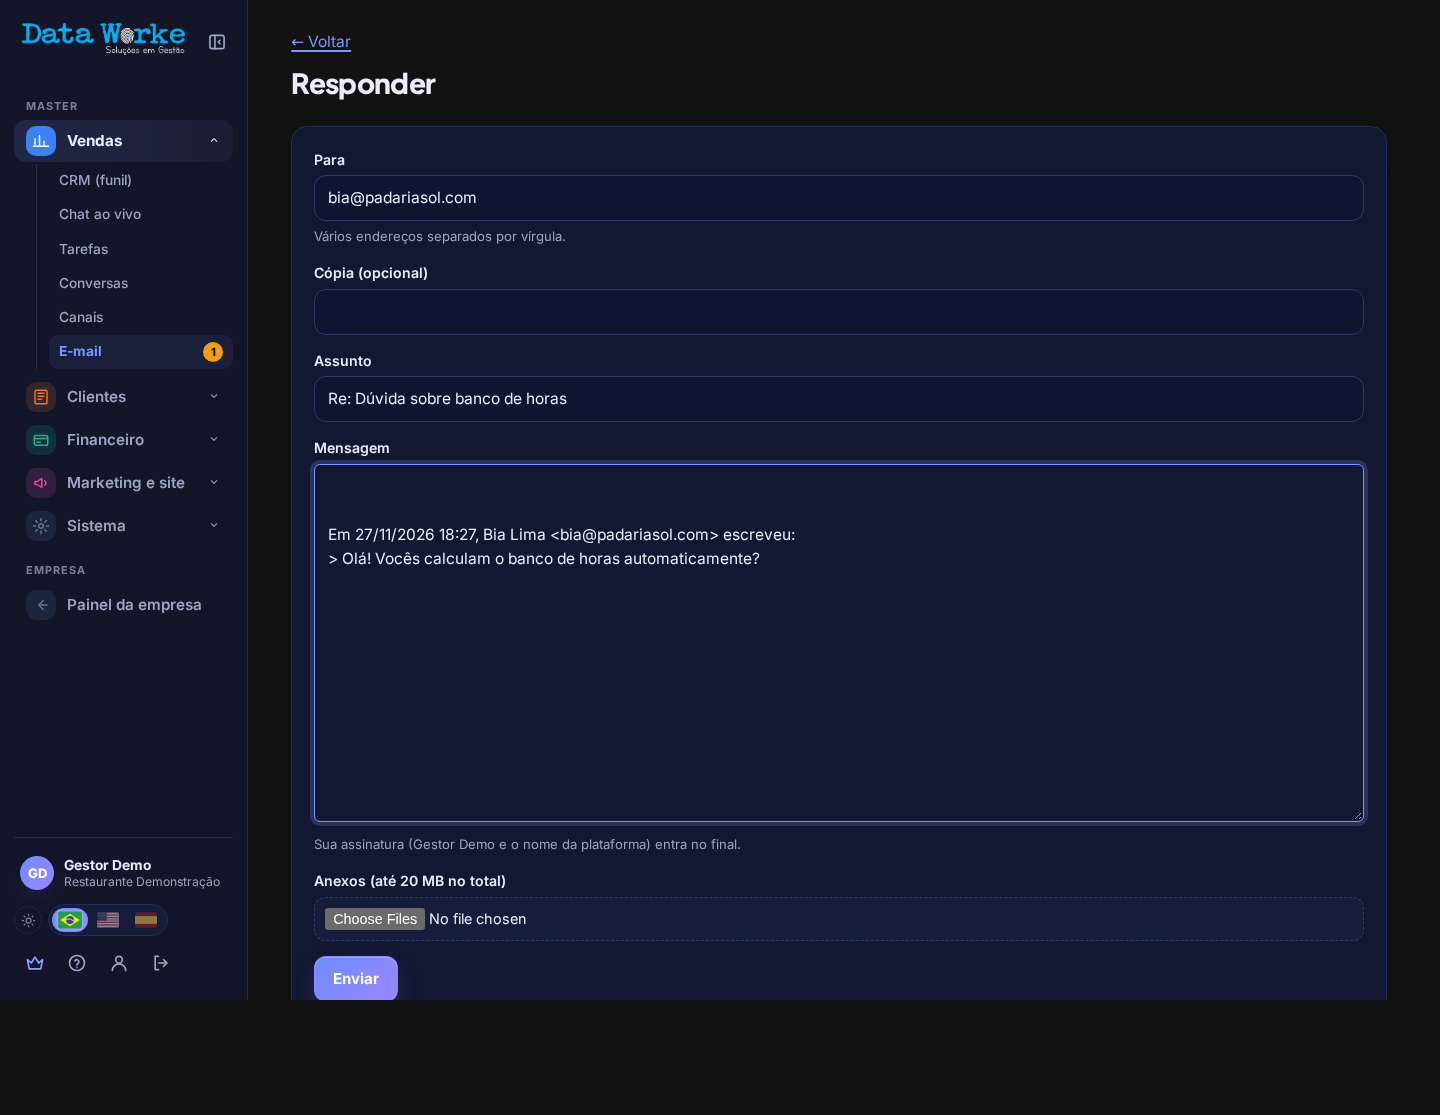 Data Worke
Soluções em Gestão
MASTER
Vendas
CRM (funil)
Chat ao vivo
Tarefas
Conversas
Canais
E-mail
1
Clientes
Financeiro
Marketing e site
Sistema
EMPRESA
Painel da empresa
GD
Gestor Demo
Restaurante Demonstração
← Voltar
Responder
Para
bia@padariasol.com
Vários endereços separados por vírgula.
Cópia (opcional)
Assunto
Re: Dúvida sobre banco de horas
Mensagem
Em 27/11/2026 18:27, Bia Lima <bia@padariasol.com> escreveu:
> Olá! Vocês calculam o banco de horas automaticamente?
Sua assinatura (Gestor Demo e o nome da plataforma) entra no final.
Anexos (até 20 MB no total)
Choose Files No file chosen
Enviar